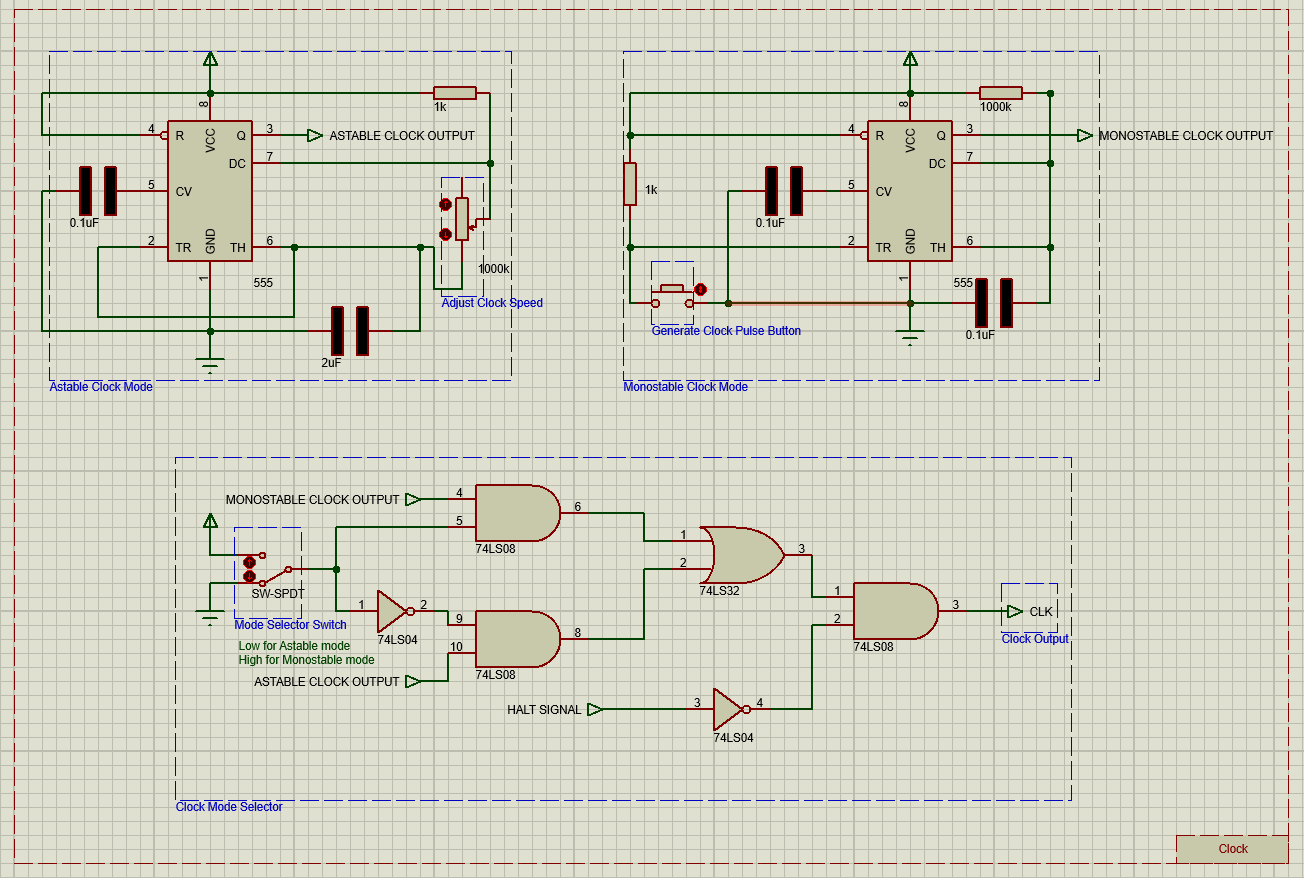 1k
8
4
R
VCC
Q
3
ASTABLE CLOCK OUTPUT
DC
7
5
CV
0.1uF
2
TR
GND
TH
6
1
555
1000k
Adjust Clock Speed
2uF
Astable Clock Mode
1000k
8
4
R
VCC
Q
3
MONOSTABLE CLOCK OUTPUT
DC
7
1k
5
CV
0.1uF
2
TR
GND
TH
6
1
555
0.1uF
Generate Clock Pulse Button
Monostable Clock Mode
MONOSTABLE CLOCK OUTPUT
4
5
6
74LS08
SW-SPDT
Mode Selector Switch
Low for Astable mode
High for Monostable mode
1
2
74LS04
9
10
8
74LS08
ASTABLE CLOCK OUTPUT
1
2
3
74LS32
HALT SIGNAL
3
4
74LS04
1
2
3
74LS08
CLK
Clock Output
Clock Mode Selector
Clock